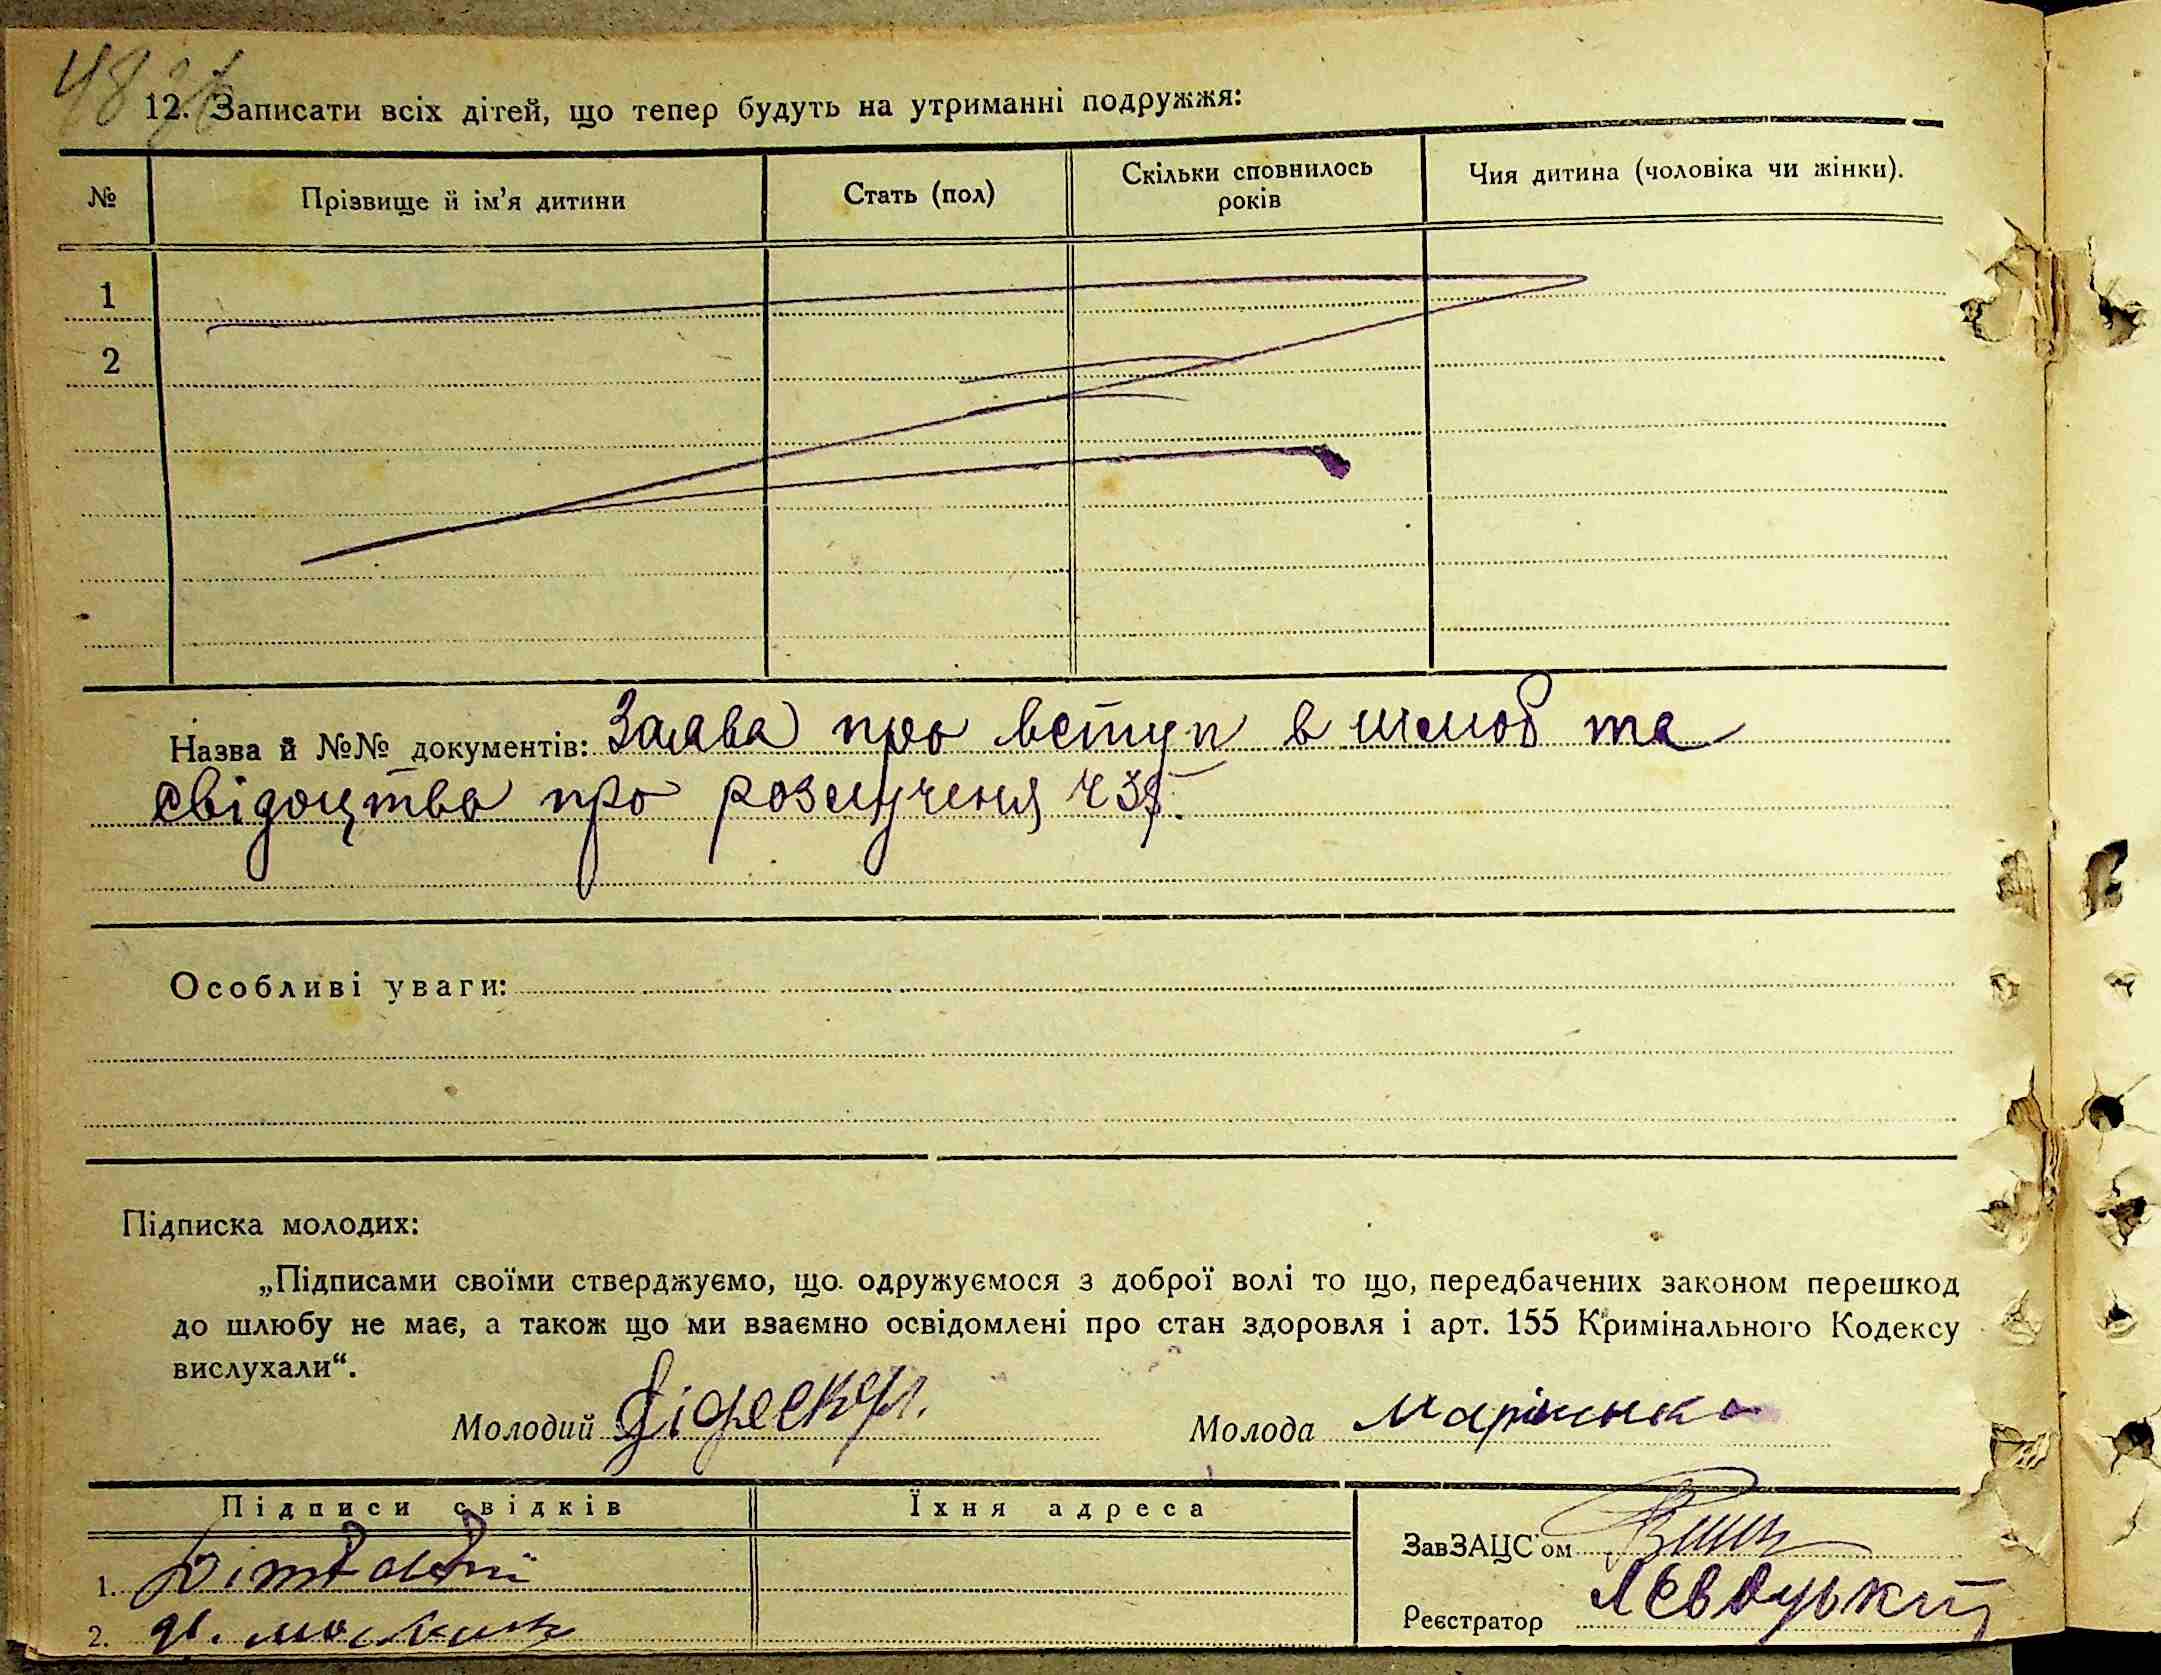 48
12. Записати всіх дітей, що тепер будуть на утриманні подружжя:
№ Прізвище й ім'я дитини Стать (пол) Скільки сповнилось років Чия дитина (чоловіка чи жінки).
1
2
Назва й №№ документів: Заява про вступ в шлюб та
свідоцтво про розлучення
Особливі уваги:
Підписка молодих:
„Підписами своїми стверджуємо, що одружуємося з доброї волі то що, передбачених законом перешкод
до шлюбу не має, а також що ми взаємно освідомлені про стан здоровля і арт. 155 Кримінального Кодексу
вислухали“.
Молодий Молода
Підписи свідків Їхня адреса
ЗавЗАЦС'ом
1.
Реєстратор
2.